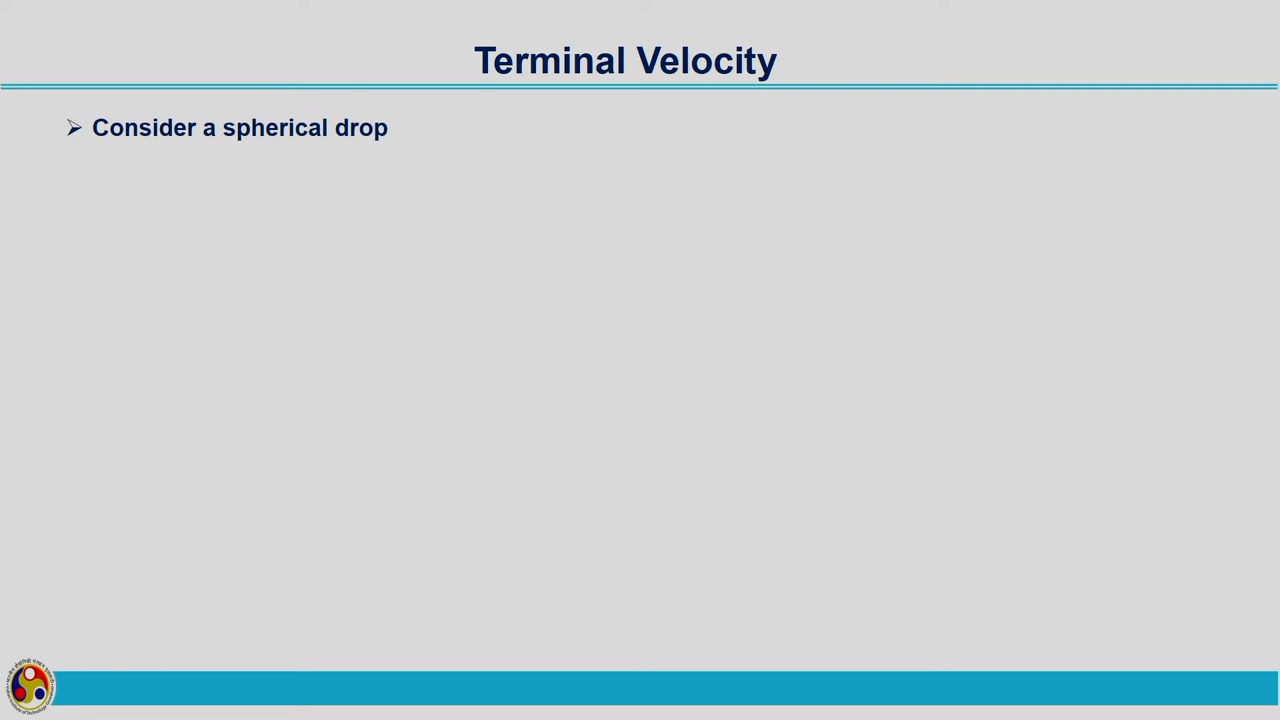 Terminal Velocity
➢ Consider a spherical drop